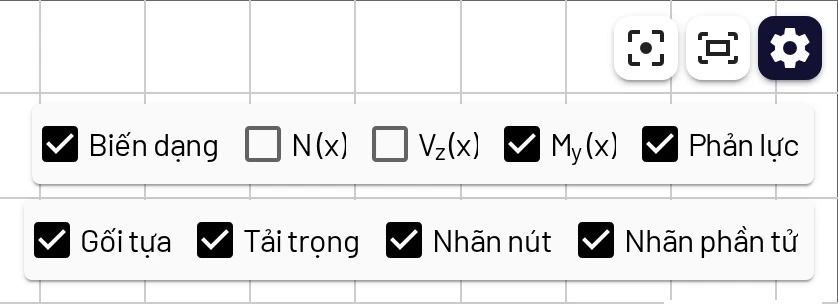 Biến dạng N(x) Vz(x) My(x) Phản lực
Gối tựa Tải trọng Nhãn nút Nhãn phần tử